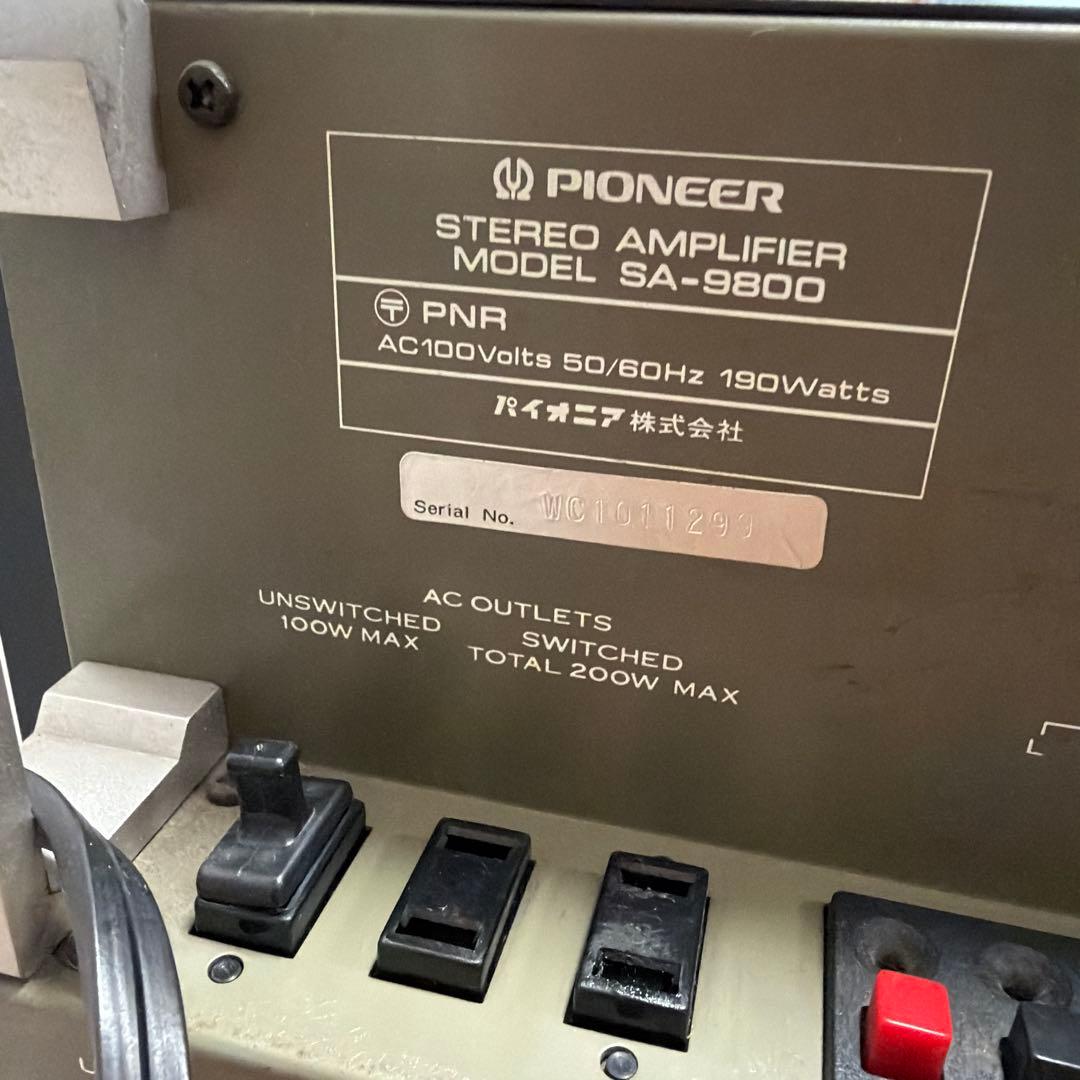 PIONEER
STEREO AMPLIFIER
MODEL SA-9800
〒 PNR
AC100Volts 50/60Hz 190Watts
パイオニア株式会社
Serial No. WC1011299
AC OUTLETS
UNSWITCHED
100W MAX
SWITCHED
TOTAL 200W MAX
L